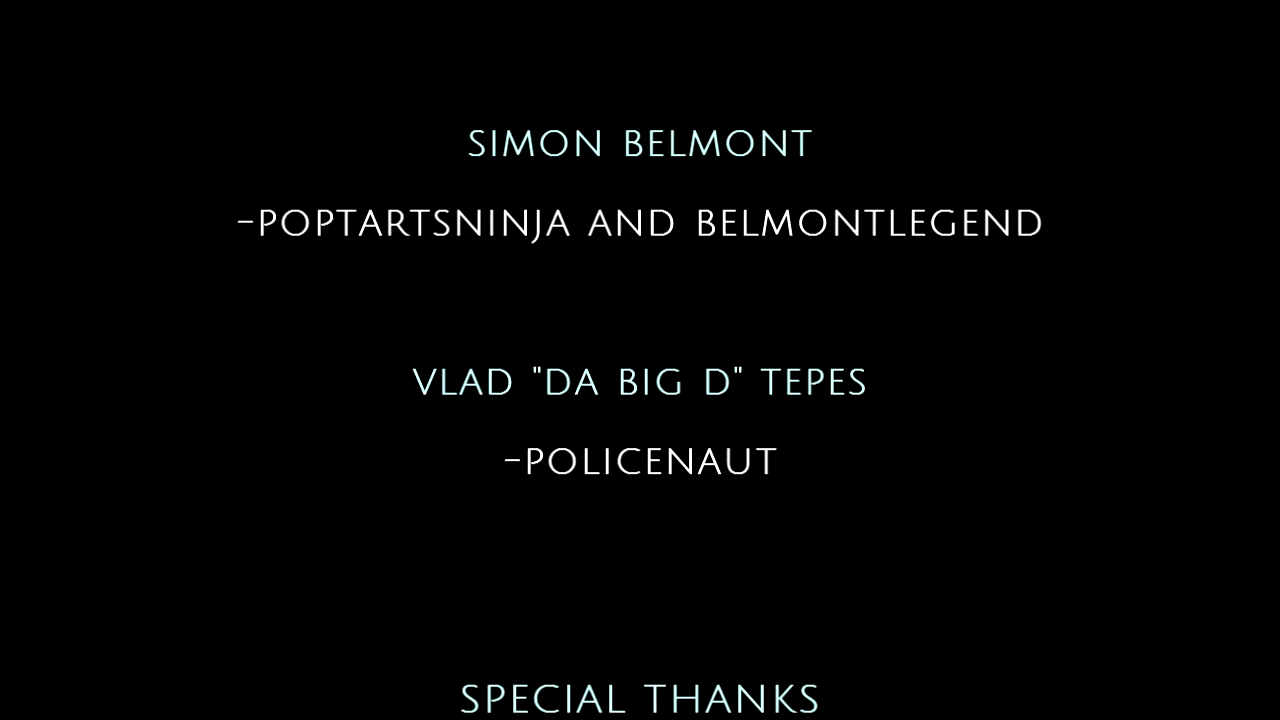 SIMON BELMONT
-POPTARTSNINJA AND BELMONTLEGEND
VLAD "DA BIG D" TEPES
-POLICENAUT
SPECIAL THANKS